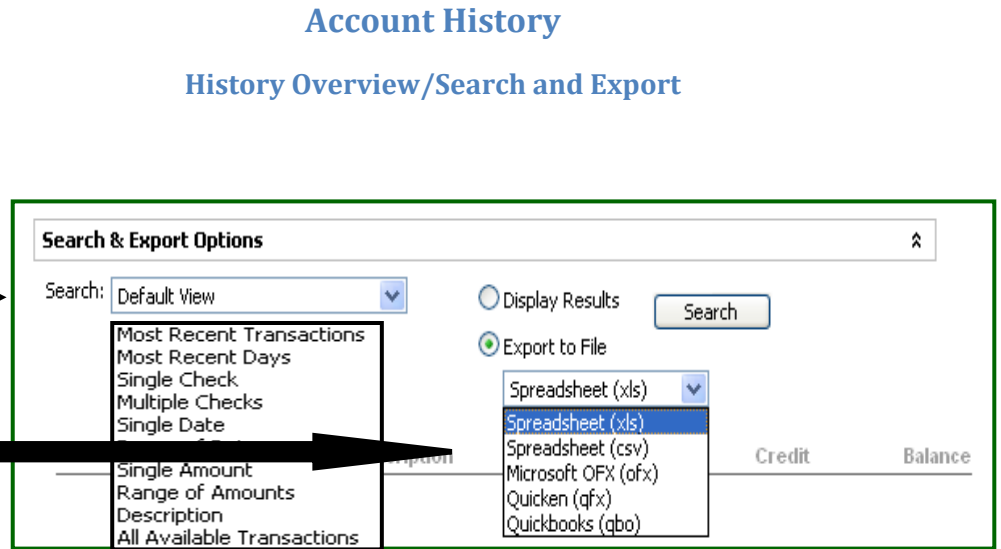 Account History
History Overview/Search and Export
Search & Export Options
Search: Default View
Most Recent Transactions
Most Recent Days
Single Check
Multiple Checks
Single Date
Single Amount
Range of Amounts
Description
All Available Transactions
Display Results
Search
Export to File
Spreadsheet (xls)
Spreadsheet (xls)
Spreadsheet (csv)
Microsoft OFX (ofx)
Quicken (qfx)
Quickbooks (qbo)
Credit
Balance